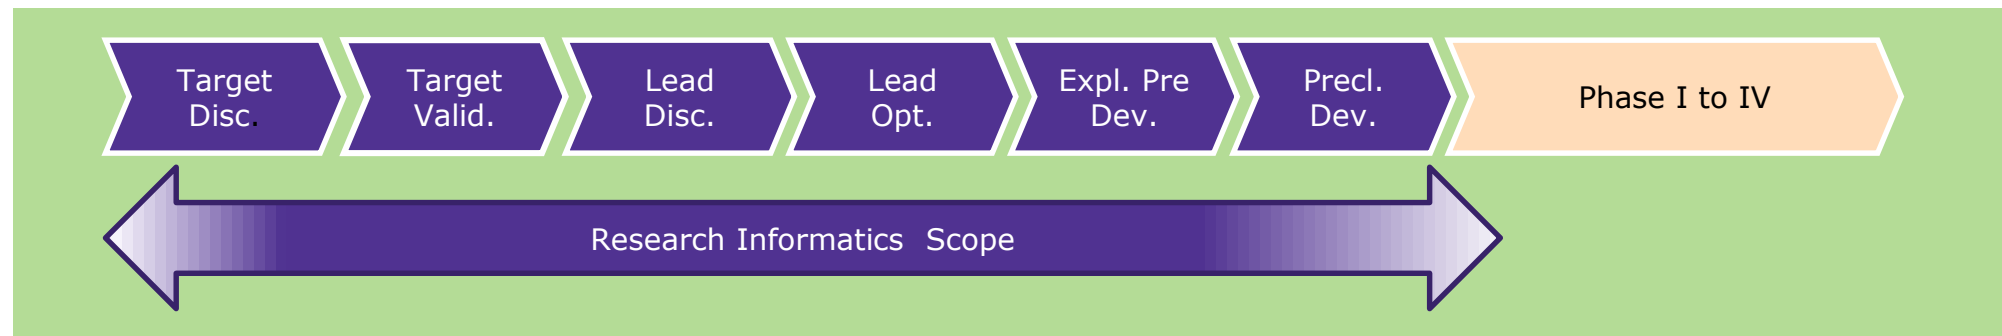 Target
Disc.
Target
Valid.
Lead
Disc.
Lead
Opt.
Expl. Pre
Dev.
Precl.
Dev.
Phase I to IV
Research Informatics  Scope